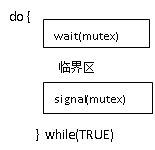 do {
wait(mutex)
临界区
signal(mutex)
} while(TRUE)